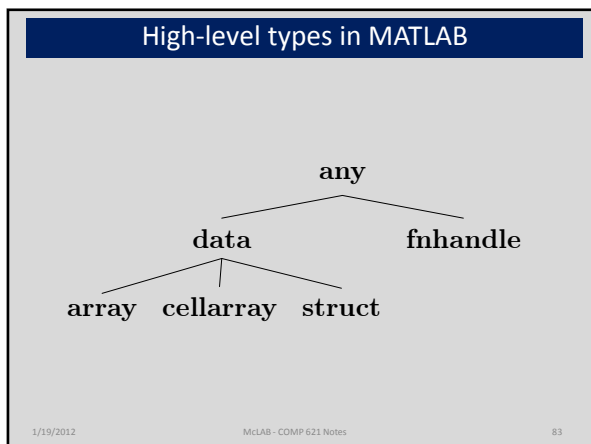 High-level types in MATLAB
any
data fnhandle
array cellarray struct
1/19/2012 McLAB - COMP 621 Notes 83